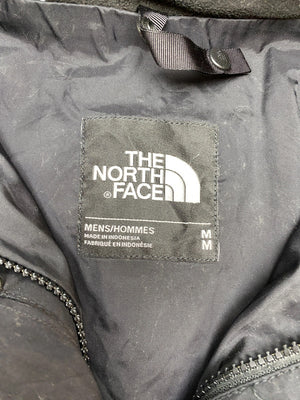 THE
NORTH
FACE
®
MENS/HOMMES M
MADE IN INDONESIA
FABRIQUÉ EN INDONÉSIE M